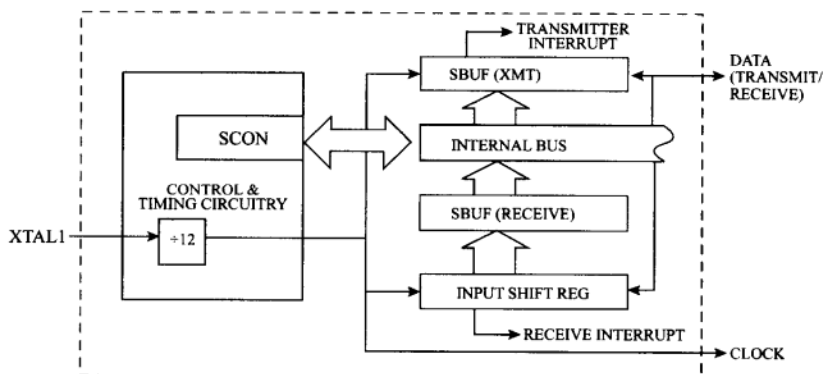 TRANSMITTER
INTERRUPT
SBUF (XMT)
DATA
(TRANSMIT/
RECEIVE)
SCON
INTERNAL BUS
CONTROL &
TIMING CIRCUITRY
SBUF (RECEIVE)
XTAL1
÷12
INPUT SHIFT REG
RECEIVE INTERRUPT
CLOCK